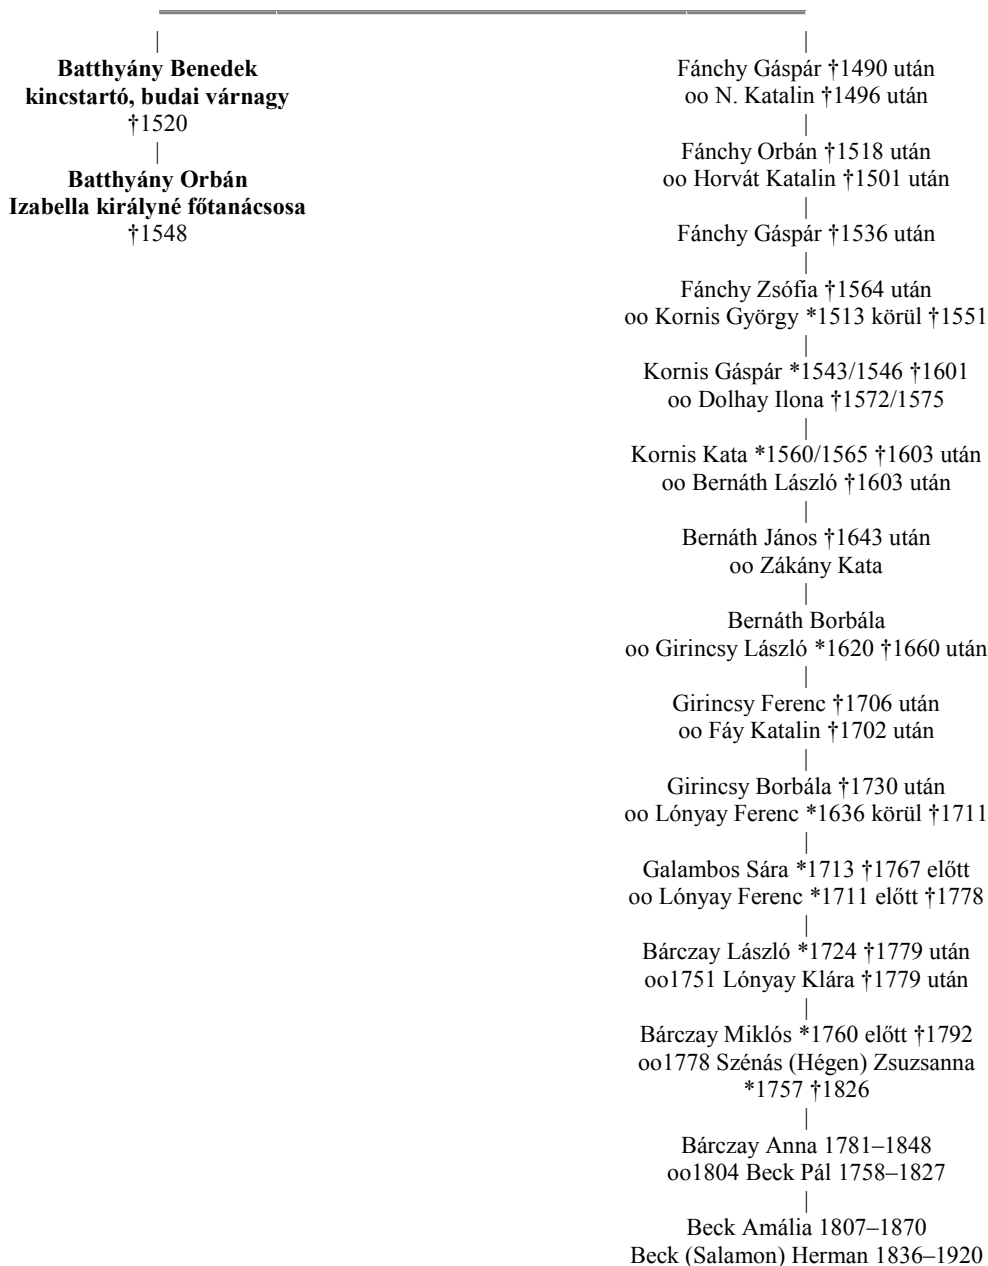 Batthyány Benedek
kincstartó, budai várnagy
†1520
|
Batthyány Orbán
Izabella királyné főtanácsosa
†1548
Fánchy Gáspár †1490 után
oo N. Katalin †1496 után
|
Fánchy Orbán †1518 után
oo Horvát Katalin †1501 után
|
Fánchy Gáspár †1536 után
|
Fánchy Zsófia †1564 után
oo Kornis György *1513 körül †1551
|
Kornis Gáspár *1543/1546 †1601
oo Dolhay Ilona †1572/1575
|
Kornis Kata *1560/1565 †1603 után
oo Bernáth László †1603 után
|
Bernáth János †1643 után
oo Zákány Kata
|
Bernáth Borbála
oo Girincsy László *1620 †1660 után
|
Girincsy Ferenc †1706 után
oo Fáy Katalin †1702 után
|
Girincsy Borbála †1730 után
oo Lónyay Ferenc *1636 körül †1711
|
Galambos Sára *1713 †1767 előtt
oo Lónyay Ferenc *1711 előtt †1778
|
Bárczay László *1724 †1779 után
oo1751 Lónyay Klára †1779 után
|
Bárczay Miklós *1760 előtt †1792
oo1778 Szénás (Hégen) Zsuzsanna
*1757 †1826
|
Bárczay Anna 1781–1848
oo1804 Beck Pál 1758–1827
|
Beck Amália 1807–1870
Beck (Salamon) Herman 1836–1920